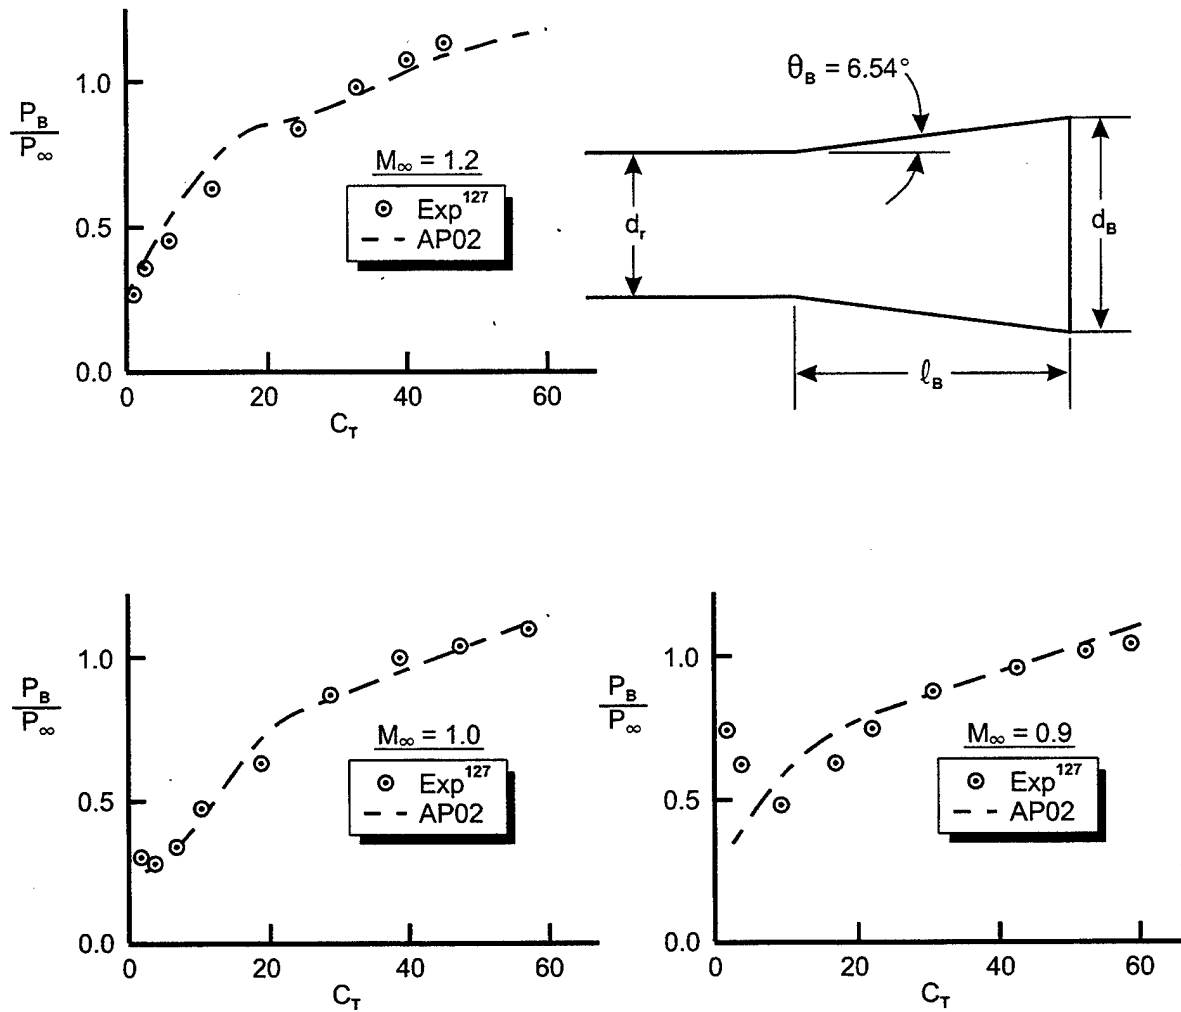 P_B
P_∞
1.0
0.5
0.0
0
20
40
60
C_T
M_∞ = 1.2
Exp^127
AP02
θ_B = 6.54°
d_r
d_B
ℓ_B
P_B
P_∞
1.0
0.5
0.0
0
20
40
60
C_T
M_∞ = 1.0
Exp^127
AP02
P_B
P_∞
1.0
0.5
0.0
0
20
40
60
C_T
M_∞ = 0.9
Exp^127
AP02